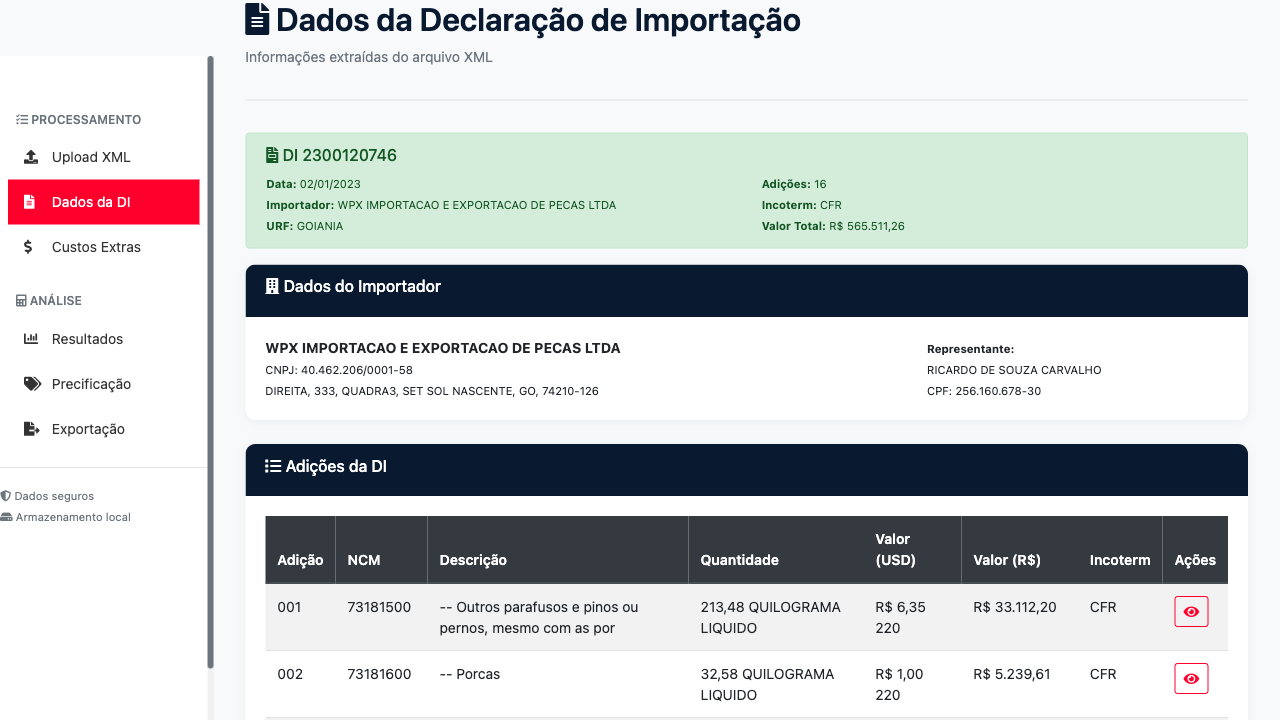 Dados da Declaração de Importação
Informações extraídas do arquivo XML
PROCESSAMENTO
Upload XML
Dados da DI
Custos Extras
ANÁLISE
Resultados
Precificação
Exportação
Dados seguros
Armazenamento local
DI 2300120746
Data: 02/01/2023
Importador: WPX IMPORTACAO E EXPORTACAO DE PECAS LTDA
URF: GOIANIA
Adições: 16
Incoterm: CFR
Valor Total: R$ 565.511,26
Dados do Importador
WPX IMPORTACAO E EXPORTACAO DE PECAS LTDA
CNPJ: 40.462.206/0001-58
DIREITA, 333, QUADRA3, SET SOL NASCENTE, GO, 74210-126
Representante:
RICARDO DE SOUZA CARVALHO
CPF: 256.160.678-30
Adições da DI
Adição NCM Descrição Quantidade Valor (USD) Valor (R$) Incoterm Ações
001 73181500 -- Outros parafusos e pinos ou 213,48 QUILOGRAMA R$ 6,35 R$ 33.112,20 CFR
pernos, mesmo com as por LIQUIDO 220
002 73181600 -- Porcas 32,58 QUILOGRAMA R$ 1,00 R$ 5.239,61 CFR
LIQUIDO 220